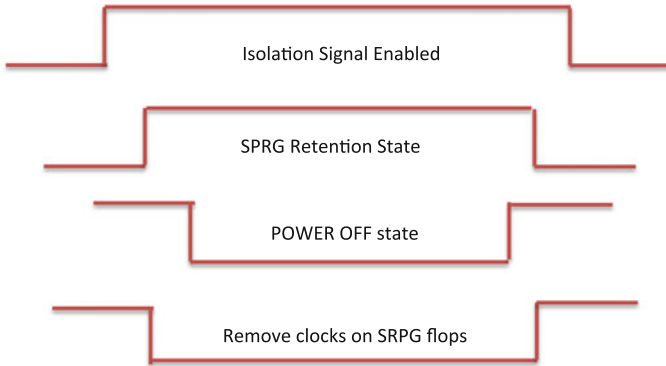 Isolation Signal Enabled
SPRG Retention State
POWER OFF state
Remove clocks on SRPG flops